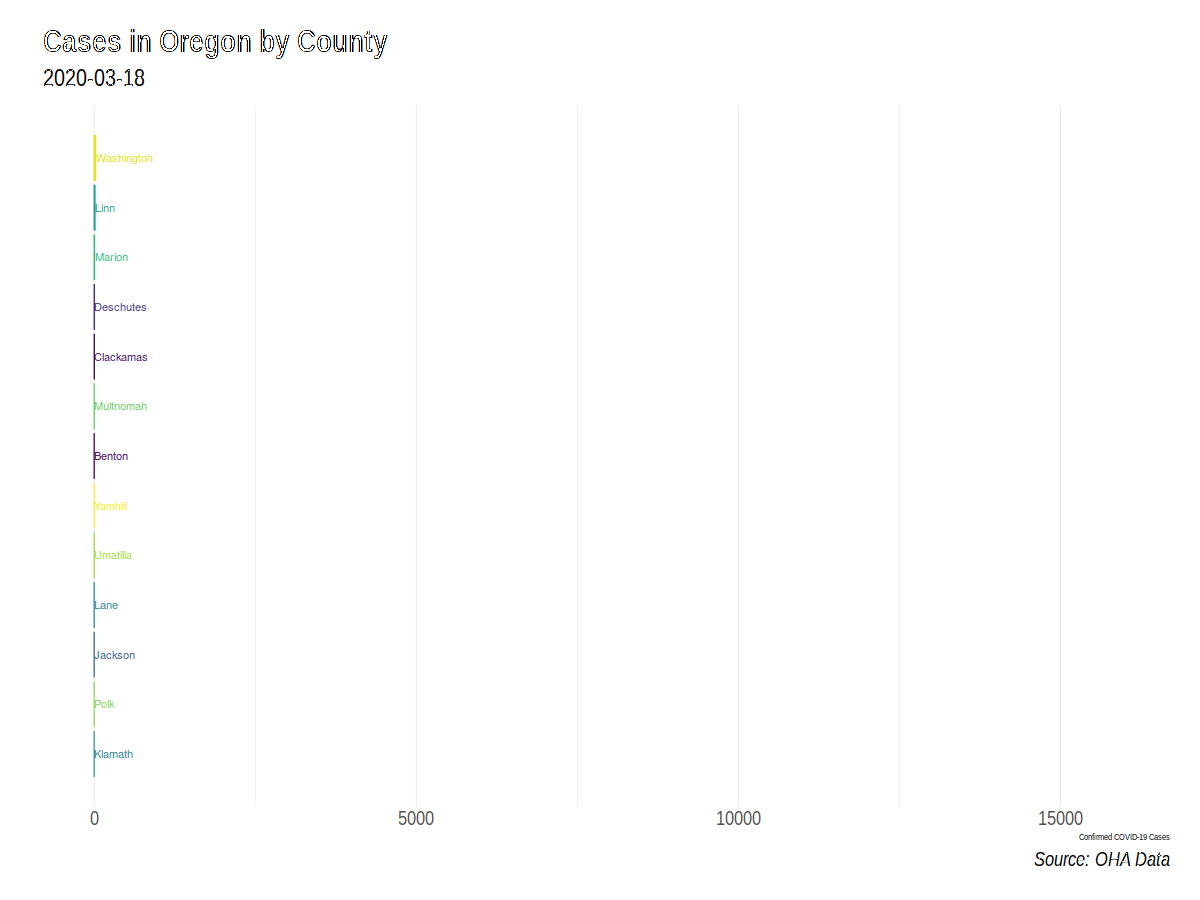 Cases in Oregon by County
2020-03-18
Washington
Linn
Marion
Deschutes
Clackamas
Multnomah
Benton
Yamhill
Umatilla
Lane
Jackson
Polk
Klamath
0 5000 10000 15000
Confirmed COVID-19 Cases
Source: OHA Data